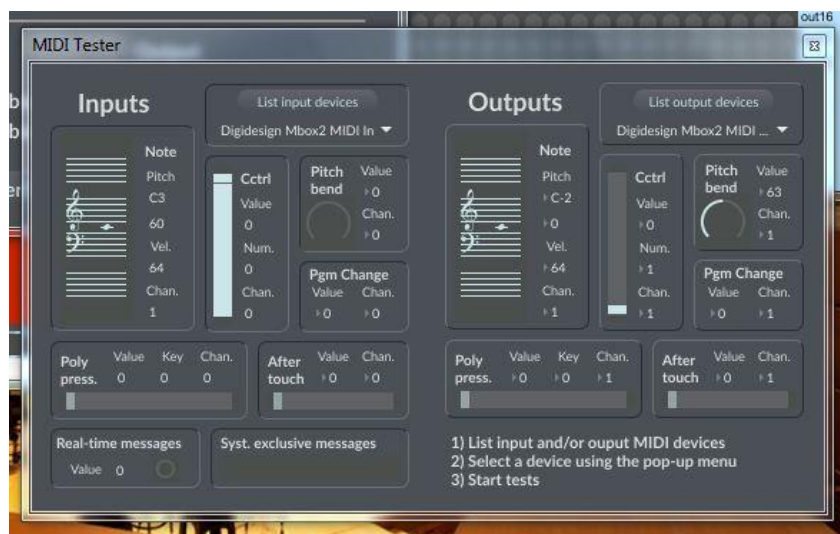 out16
MIDI Tester
Inputs
List input devices
Digidesign Mbox2 MIDI In
Note
Pitch
C3
60
Vel.
64
Chan.
1
Cctrl
Value
0
Num.
0
Chan.
0
Pitch bend
Value
0
Chan.
0
Pgm Change
Value Chan.
0 0
Poly press.
Value Key Chan.
0 0 0
After touch
Value Chan.
0 0
Real-time messages
Value 0
Syst. exclusive messages
Outputs
List output devices
Digidesign Mbox2 MIDI ...
Note
Pitch
C-2
0
Vel.
64
Chan.
1
Cctrl
Value
0
Num.
1
Chan.
1
Pitch bend
Value
63
Chan.
1
Pgm Change
Value Chan.
0 1
Poly press.
Value Key Chan.
0 0 1
After touch
Value Chan.
0 1
1) List input and/or ouput MIDI devices
2) Select a device using the pop-up menu
3) Start tests